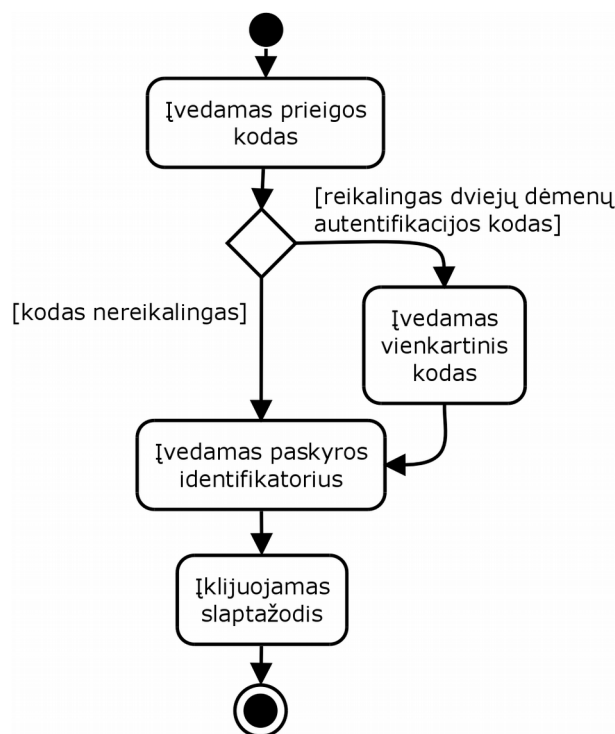 Įvedamas prieigos
kodas
[reikalingas dviejų dėmenų
autentifikacijos kodas]
[kodas nereikalingas]
Įvedamas
vienkartinis
kodas
Įvedamas paskyros
identifikatorius
Įklijuojamas
slaptažodis